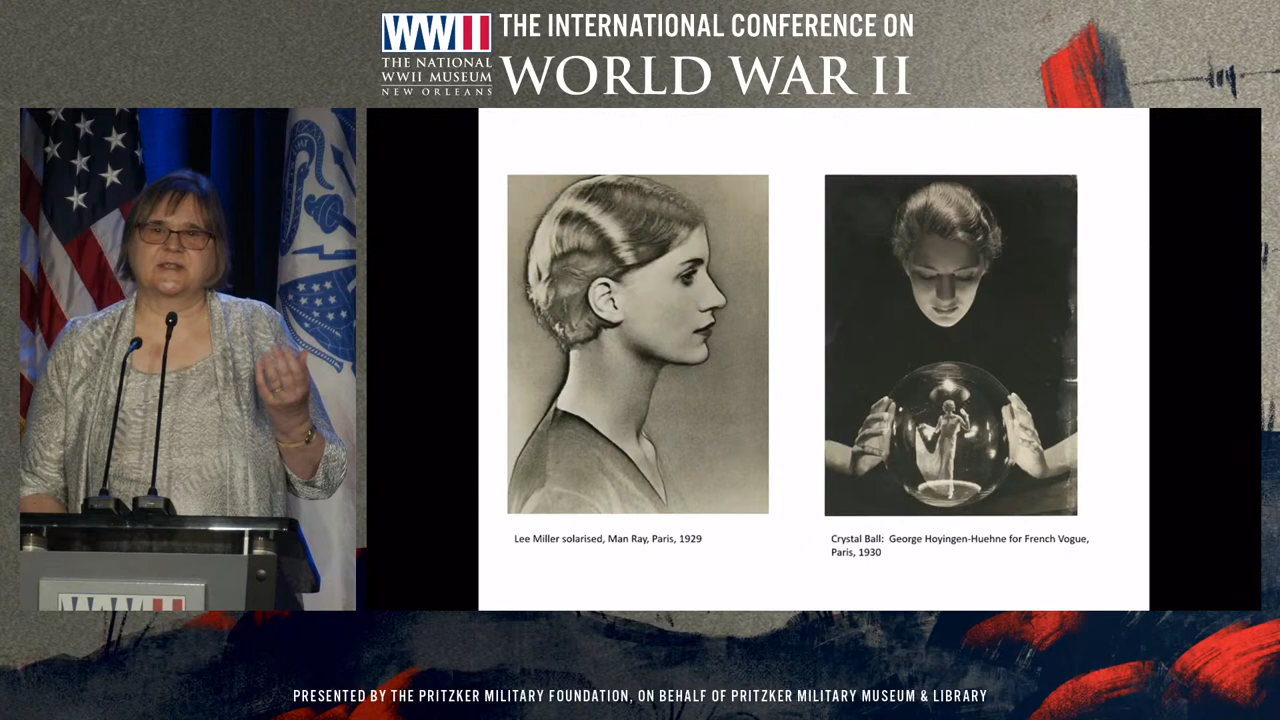 WWII
THE NATIONAL
WWII MUSEUM
NEW ORLEANS
THE INTERNATIONAL CONFERENCE ON
WORLD WAR II
Lee Miller solarised, Man Ray, Paris, 1929
Crystal Ball: George Hoyingen-Huehne for French Vogue,
Paris, 1930
WWII
PRESENTED BY THE PRITZKER MILITARY FOUNDATION, ON BEHALF OF PRITZKER MILITARY MUSEUM & LIBRARY